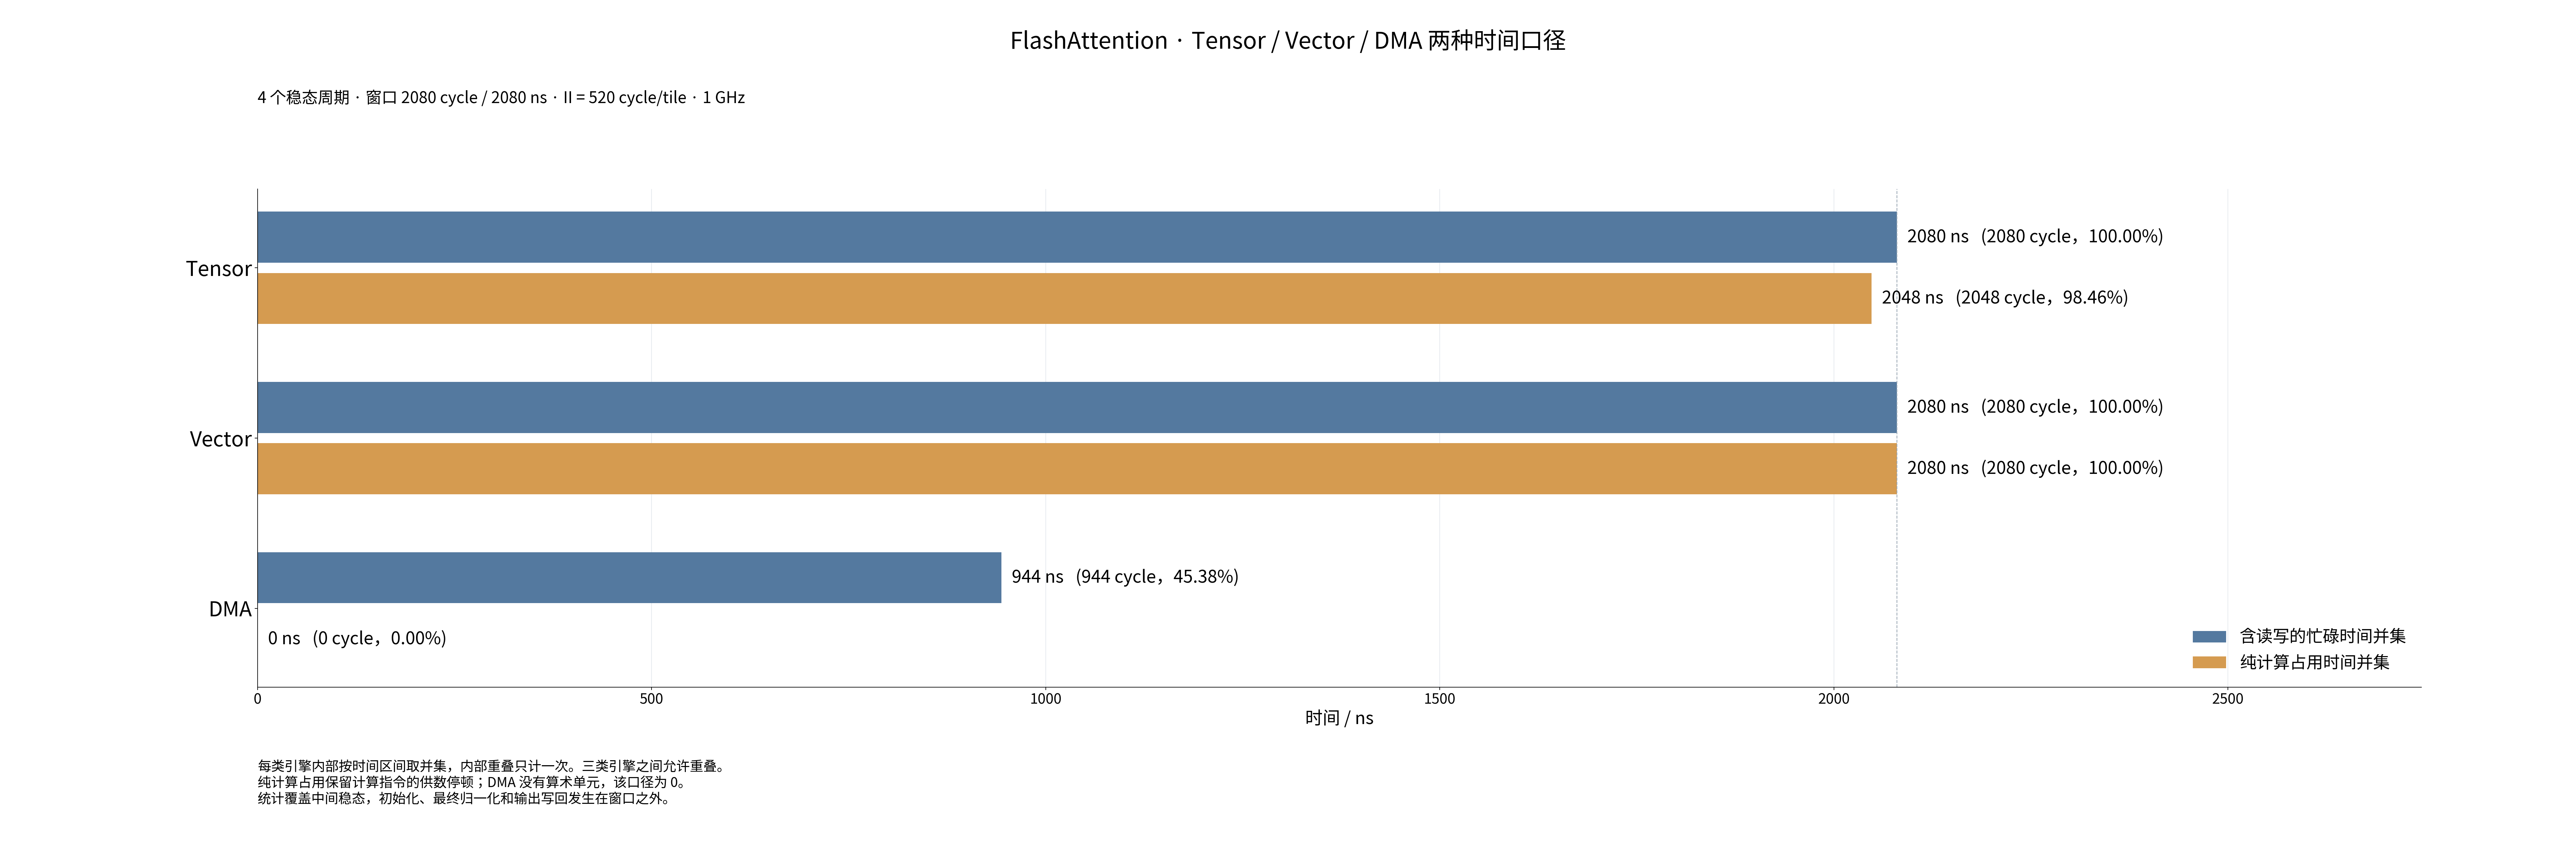 FlashAttention · Tensor / Vector / DMA 两种时间口径
4 个稳态周期 · 窗口 2080 cycle / 2080 ns · II = 520 cycle/tile · 1 GHz
Tensor
2080 ns (2080 cycle，100.00%)
2048 ns (2048 cycle，98.46%)
Vector
2080 ns (2080 cycle，100.00%)
2080 ns (2080 cycle，100.00%)
DMA
944 ns (944 cycle，45.38%)
0 ns (0 cycle，0.00%)
含读写的忙碌时间并集
纯计算占用时间并集
0 500 1000 1500 2000 2500
时间 / ns
每类引擎内部按时间区间取并集，内部重叠只计一次。三类引擎之间允许重叠。
纯计算占用保留计算指令的供数停顿；DMA 没有算术单元，该口径为 0。
统计覆盖中间稳态，初始化、最终归一化和输出写回发生在窗口之外。